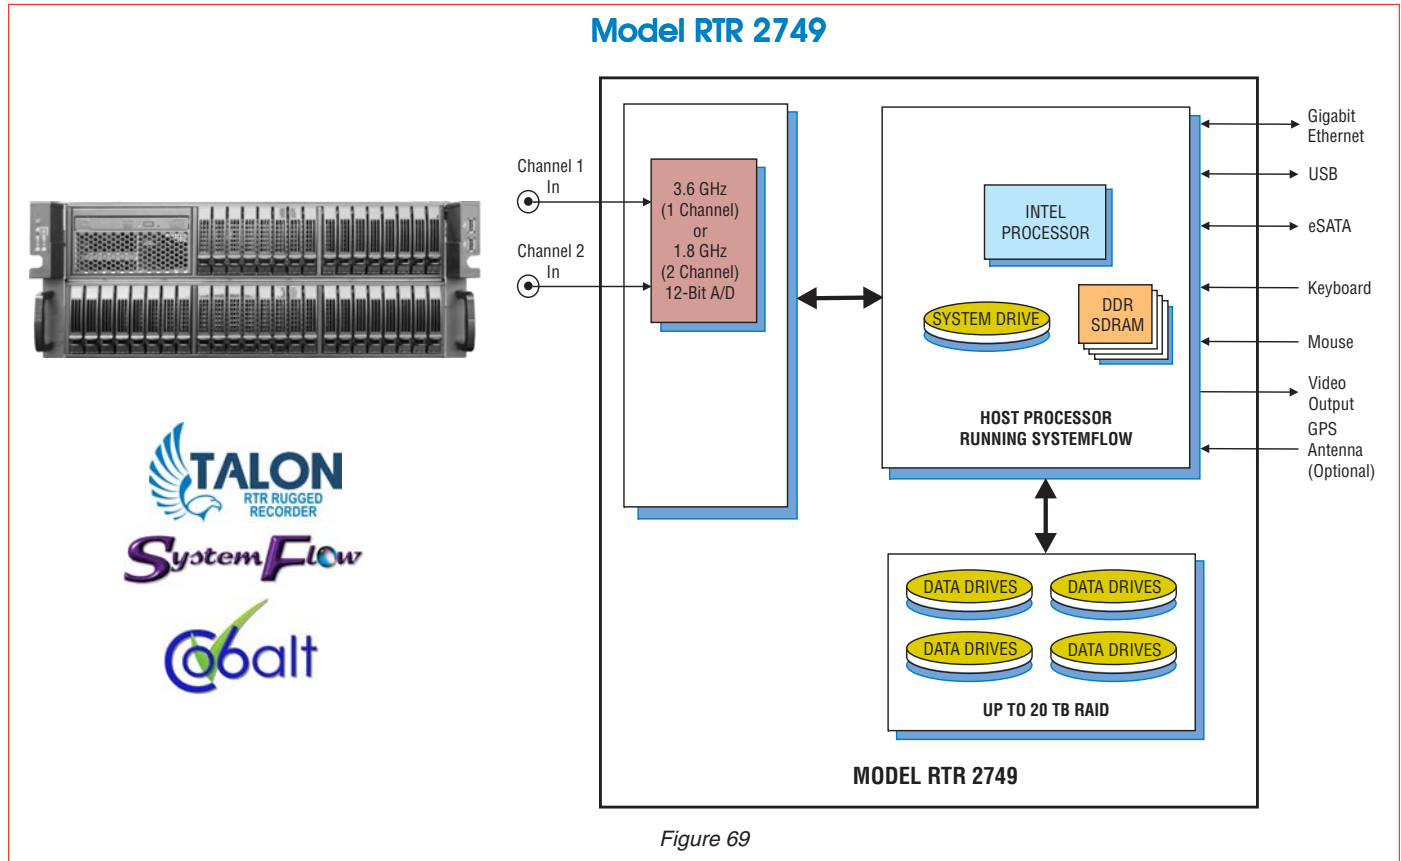 Model RTR 2749
Channel 1
In
Channel 2
In
3.6 GHz
(1 Channel)
or
1.8 GHz
(2 Channel)
12-Bit A/D
INTEL
PROCESSOR
SYSTEM DRIVE
DDR
SDRAM
HOST PROCESSOR
RUNNING SYSTEMFLOW
Gigabit
Ethernet
USB
eSATA
Keyboard
Mouse
Video
Output
GPS
Antenna
(Optional)
DATA DRIVES
DATA DRIVES
DATA DRIVES
DATA DRIVES
UP TO 20 TB RAID
MODEL RTR 2749
TALON
RTR RUGGED
RECORDER
SystemFlow
Cobalt
Figure 69